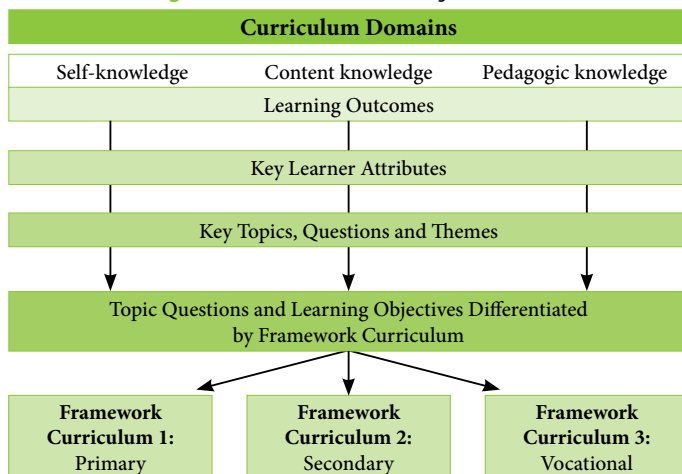 Curriculum Domains
Self-knowledge Content knowledge Pedagogic knowledge
Learning Outcomes
Key Learner Attributes
Key Topics, Questions and Themes
Topic Questions and Learning Objectives Differentiated
by Framework Curriculum
Framework
Curriculum 1:
Primary
Framework
Curriculum 2:
Secondary
Framework
Curriculum 3:
Vocational